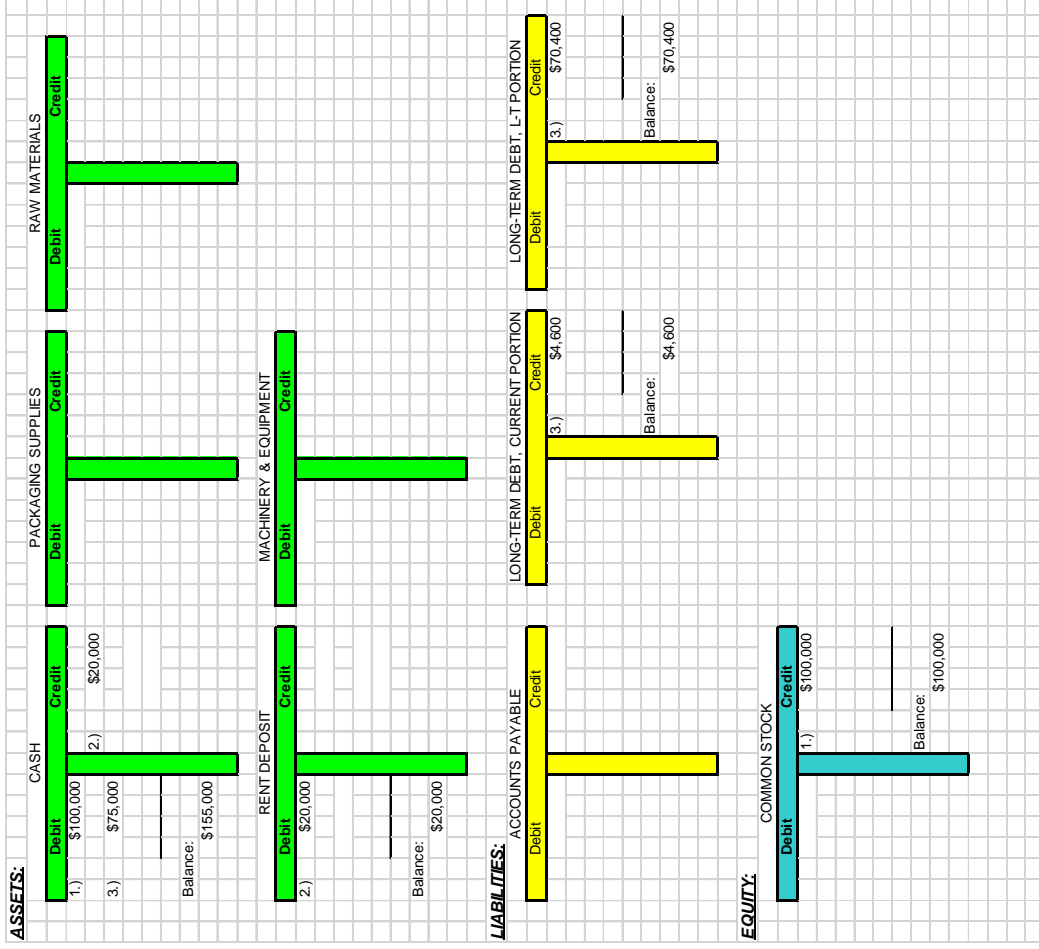 ASSETS:
CASH PACKAGING SUPPLIES RAW MATERIALS
Debit Credit Debit Credit Debit Credit
1.) $100,000
2.) $20,000
3.) $75,000
Balance:
$155,000
RENT DEPOSIT MACHINERY & EQUIPMENT
Debit Credit Debit Credit
2.) $20,000
Balance:
$20,000
LIABILITIES:
ACCOUNTS PAYABLE LONG-TERM DEBT, CURRENT PORTION LONG-TERM DEBT, L-T PORTION
Debit Credit Debit Credit Debit Credit
3.) $4,600 3.) $70,400
Balance: Balance:
$4,600 $70,400
EQUITY:
COMMON STOCK
Debit Credit
1.) $100,000
Balance:
$100,000